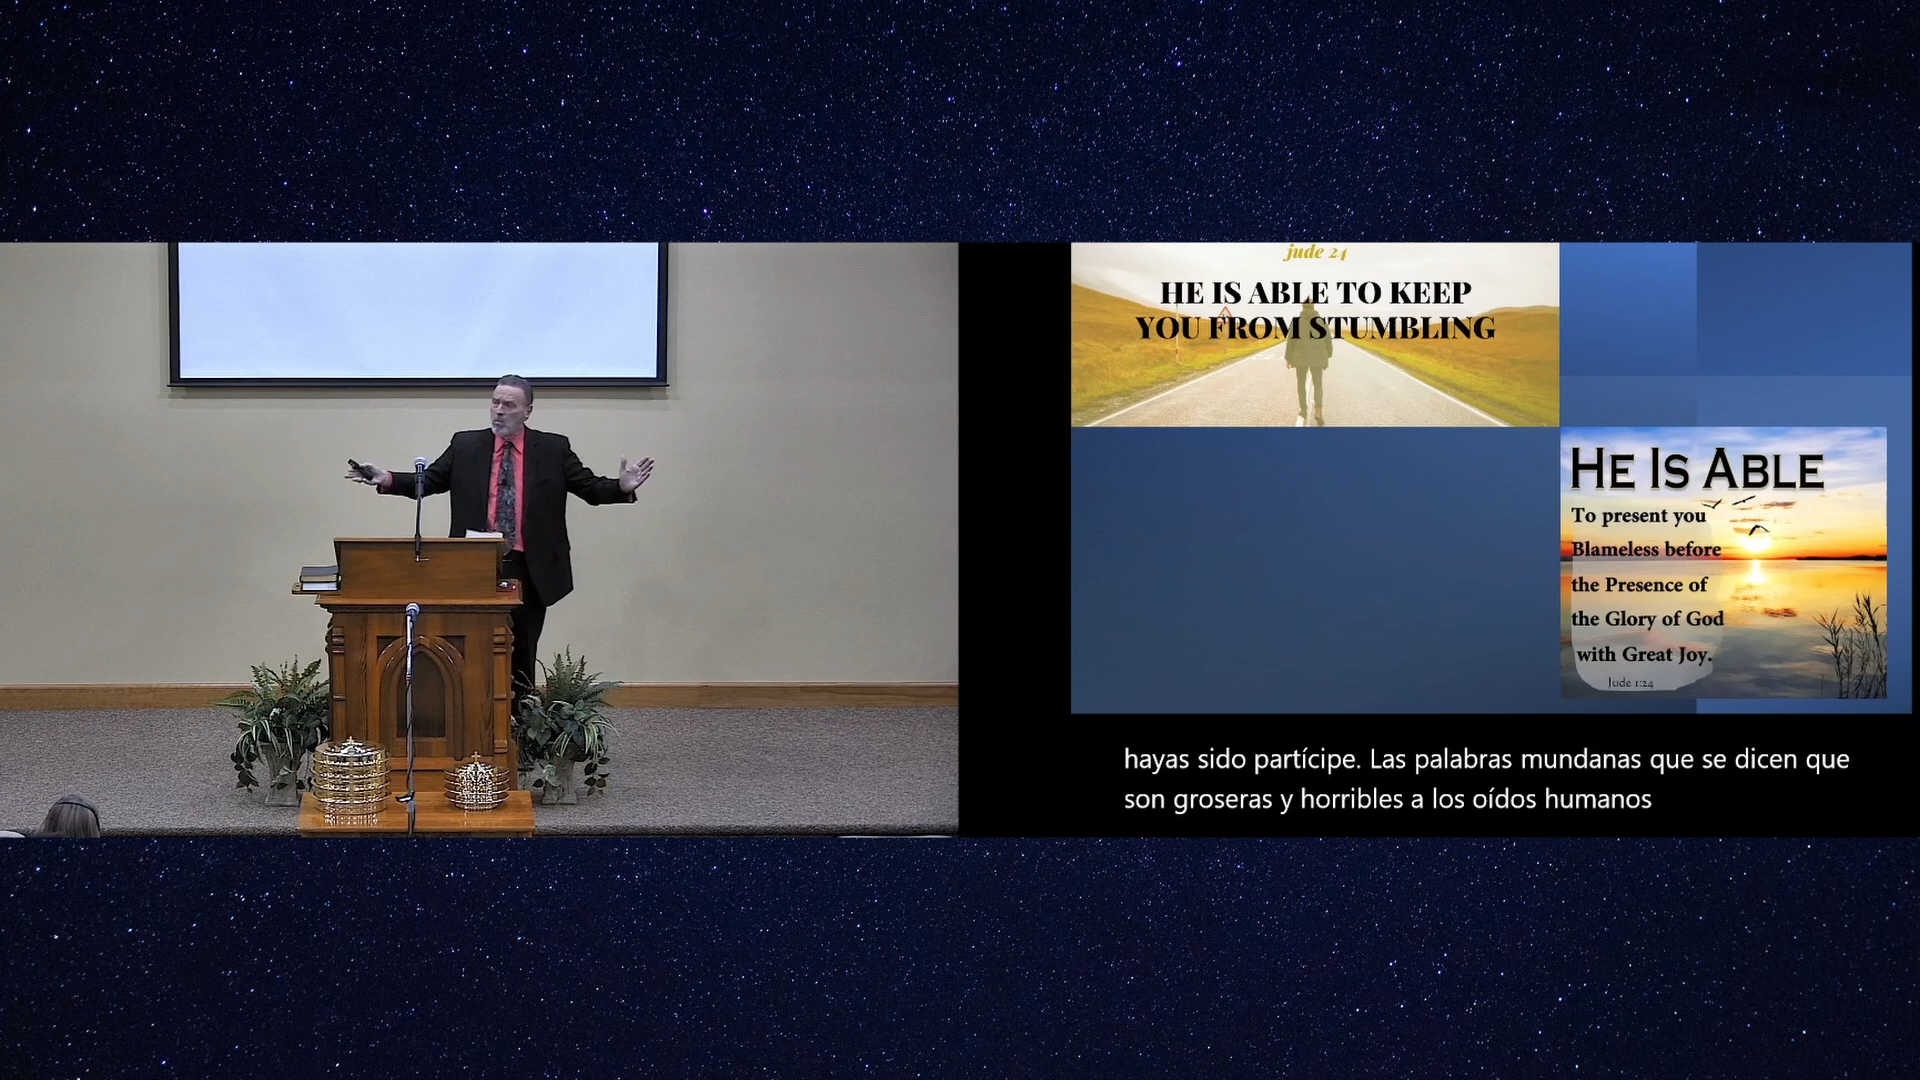 jude 24
HE IS ABLE TO KEEP
YOU FROM STUMBLING
HE IS ABLE
To present you
Blameless before
the Presence of
the Glory of God
with Great Joy.
Jude 1:24
hayas sido partícipe. Las palabras mundanas que se dicen que
son groseras y horribles a los oídos humanos